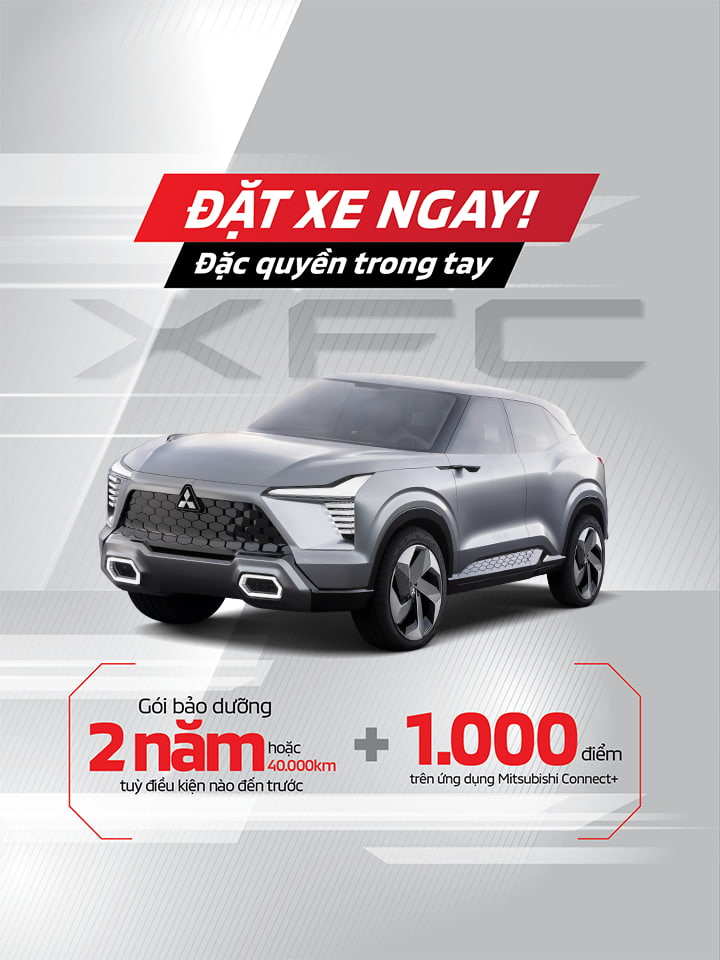 ĐẶT XE NGAY!
Đặc quyền trong tay
XFC
Gói bảo dưỡng
2 năm hoặc 40.000km
tuỳ điều kiện nào đến trước
+
1.000 điểm
trên ứng dụng Mitsubishi Connect+